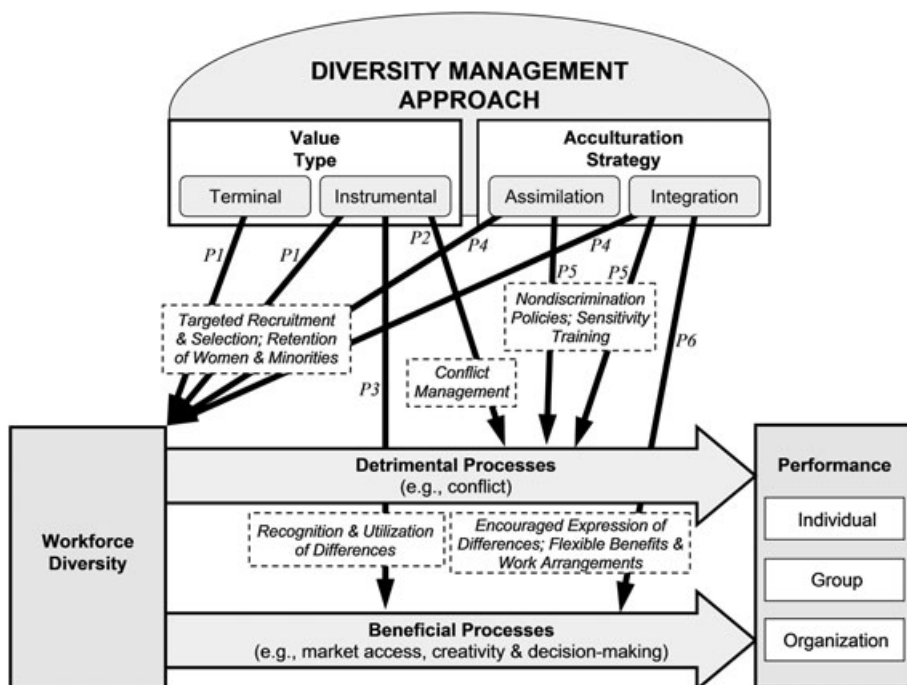 DIVERSITY MANAGEMENT
APPROACH
Value
Type
Terminal
Instrumental
Acculturation
Strategy
Assimilation
Integration
P1
P1
P2
P4
P4
P5
P5
P6
P3
Targeted Recruitment
& Selection; Retention
of Women & Minorities
Nondiscrimination
Policies; Sensitivity
Training
Conflict
Management
Workforce
Diversity
Detrimental Processes
(e.g., conflict)
Recognition & Utilization
of Differences
Encouraged Expression of
Differences; Flexible Benefits &
Work Arrangements
Beneficial Processes
(e.g., market access, creativity & decision-making)
Performance
Individual
Group
Organization